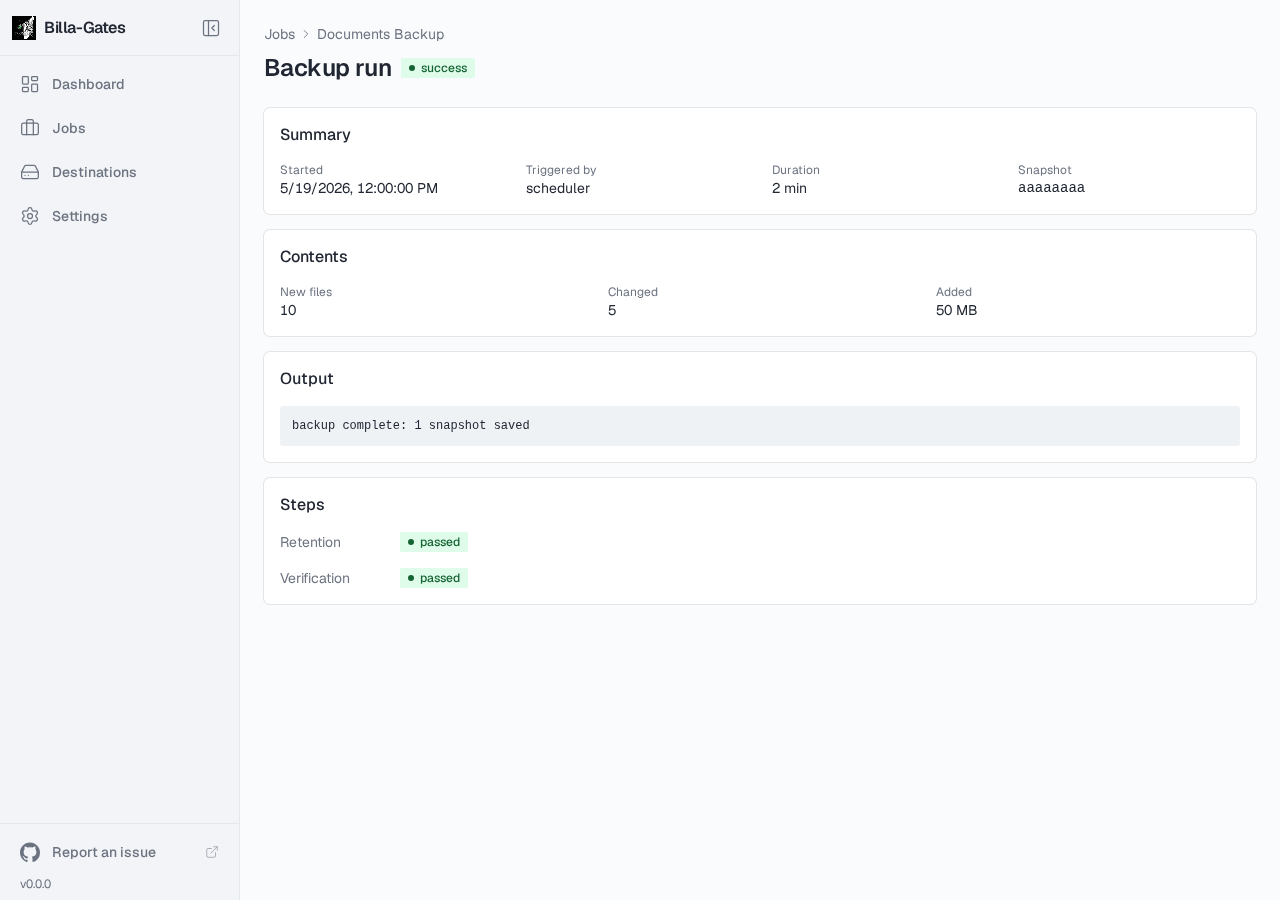 Billa-Gates
Dashboard
Jobs
Destinations
Settings
Report an issue
v0.0.0
Jobs Documents Backup
Backup run success
Summary
Started Triggered by Duration Snapshot
5/19/2026, 12:00:00 PM scheduler 2 min aaaaaaaa
Contents
New files Changed Added
10 5 50 MB
Output
backup complete: 1 snapshot saved
Steps
Retention passed
Verification passed